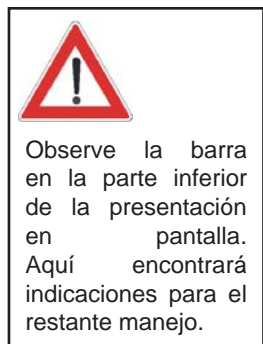 Observe la barra
en la parte inferior
de la presentación
en pantalla.
Aquí encontrará
indicaciones para el
restante manejo.